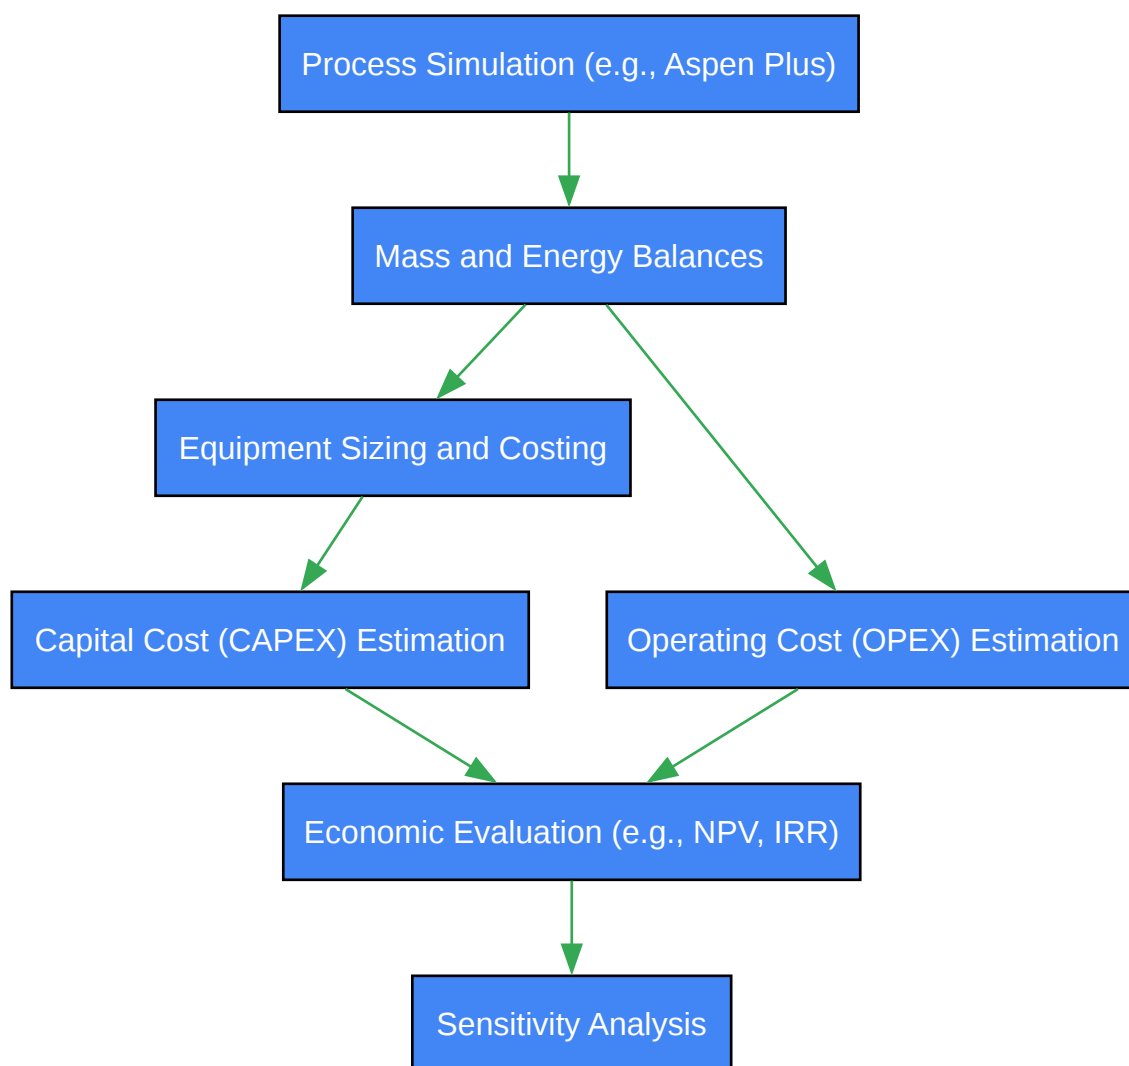 Process Simulation (e.g., Aspen Plus)
Mass and Energy Balances
Equipment Sizing and Costing
Capital Cost (CAPEX) Estimation
Operating Cost (OPEX) Estimation
Economic Evaluation (e.g., NPV, IRR)
Sensitivity Analysis